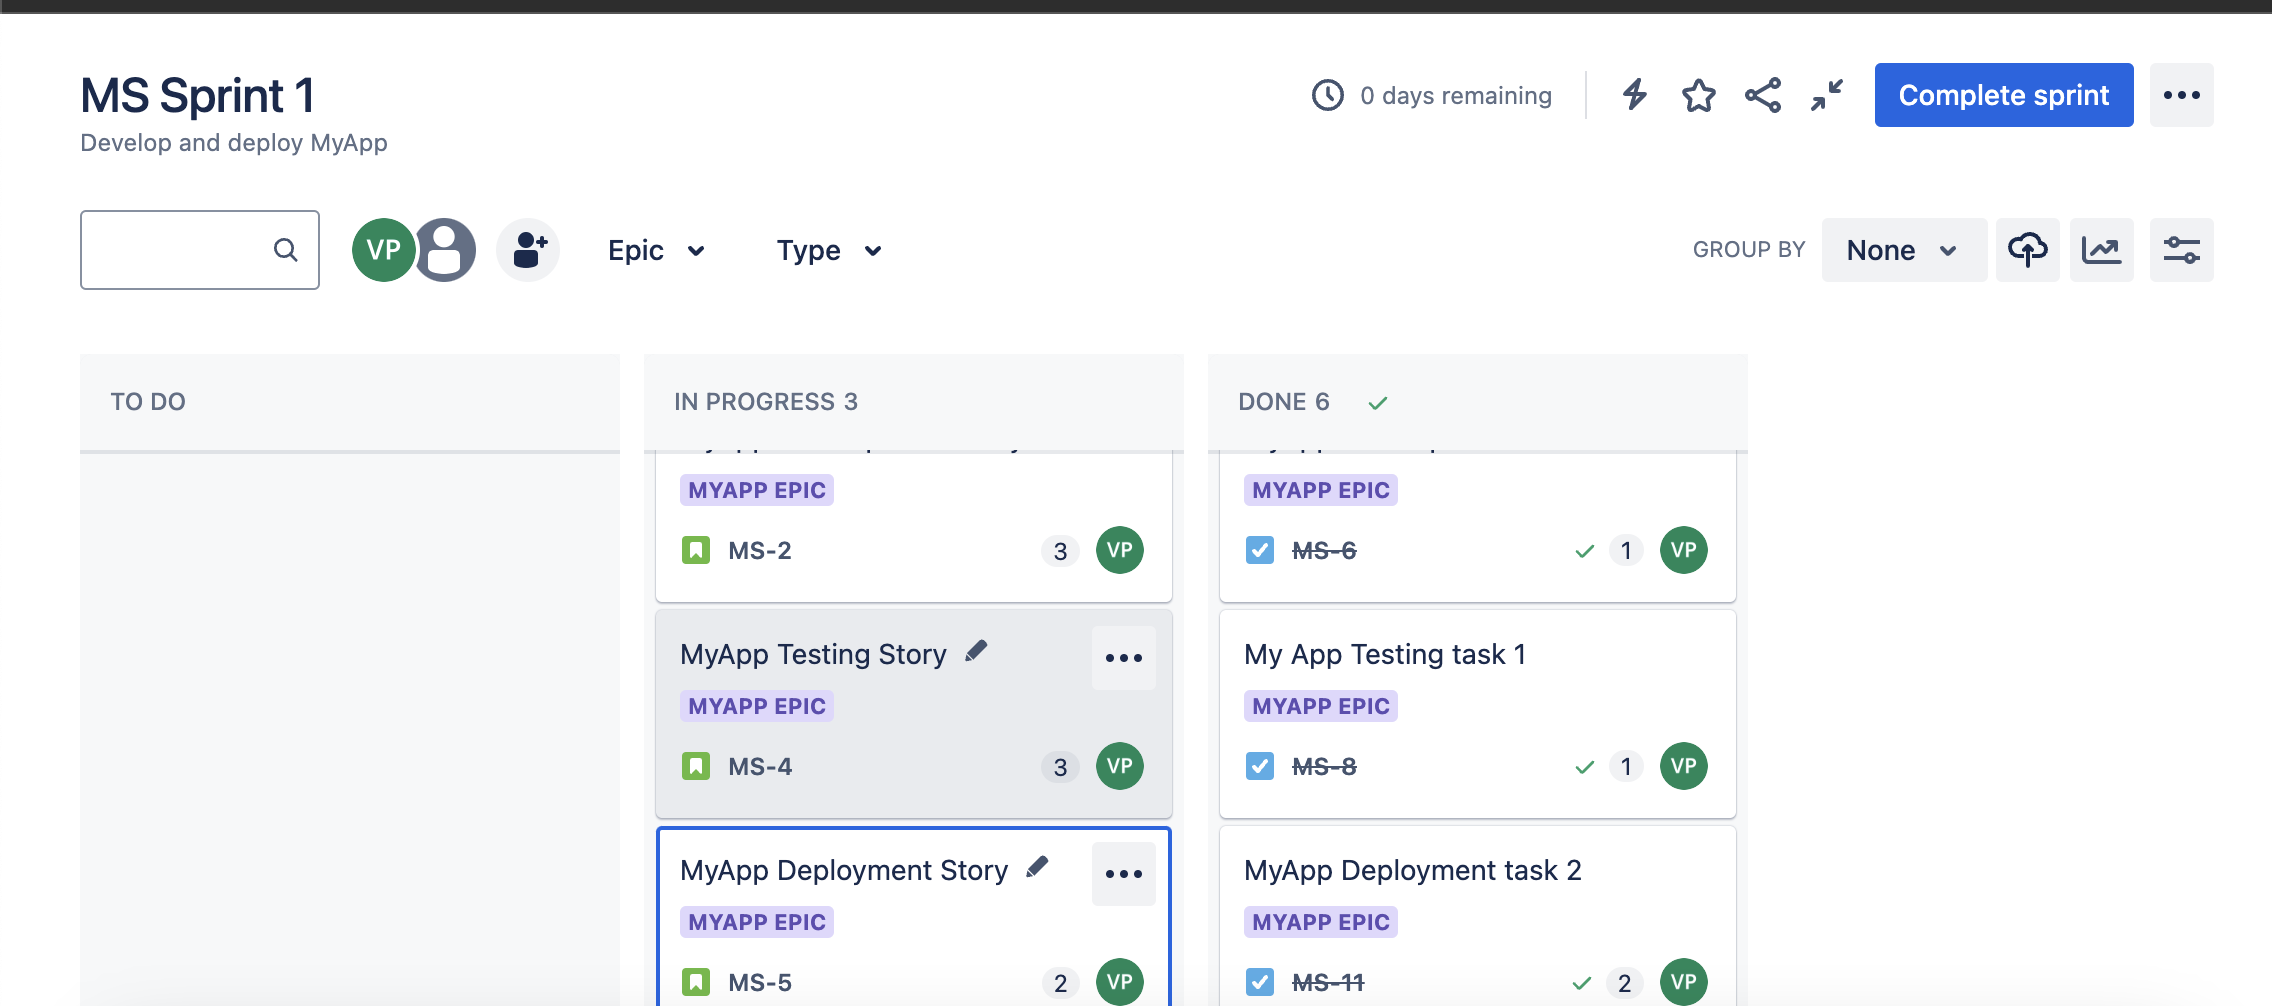 MS Sprint 1
Develop and deploy MyApp
0 days remaining
Complete sprint
VP
Epic
Type
GROUP BY
None
TO DO
IN PROGRESS 3
MYAPP EPIC
MS-2
3
VP
MyApp Testing Story
MYAPP EPIC
MS-4
3
VP
MyApp Deployment Story
MYAPP EPIC
MS-5
2
VP
DONE 6
MYAPP EPIC
MS-6
1
VP
My App Testing task 1
MYAPP EPIC
MS-8
1
VP
MyApp Deployment task 2
MYAPP EPIC
MS-11
2
VP